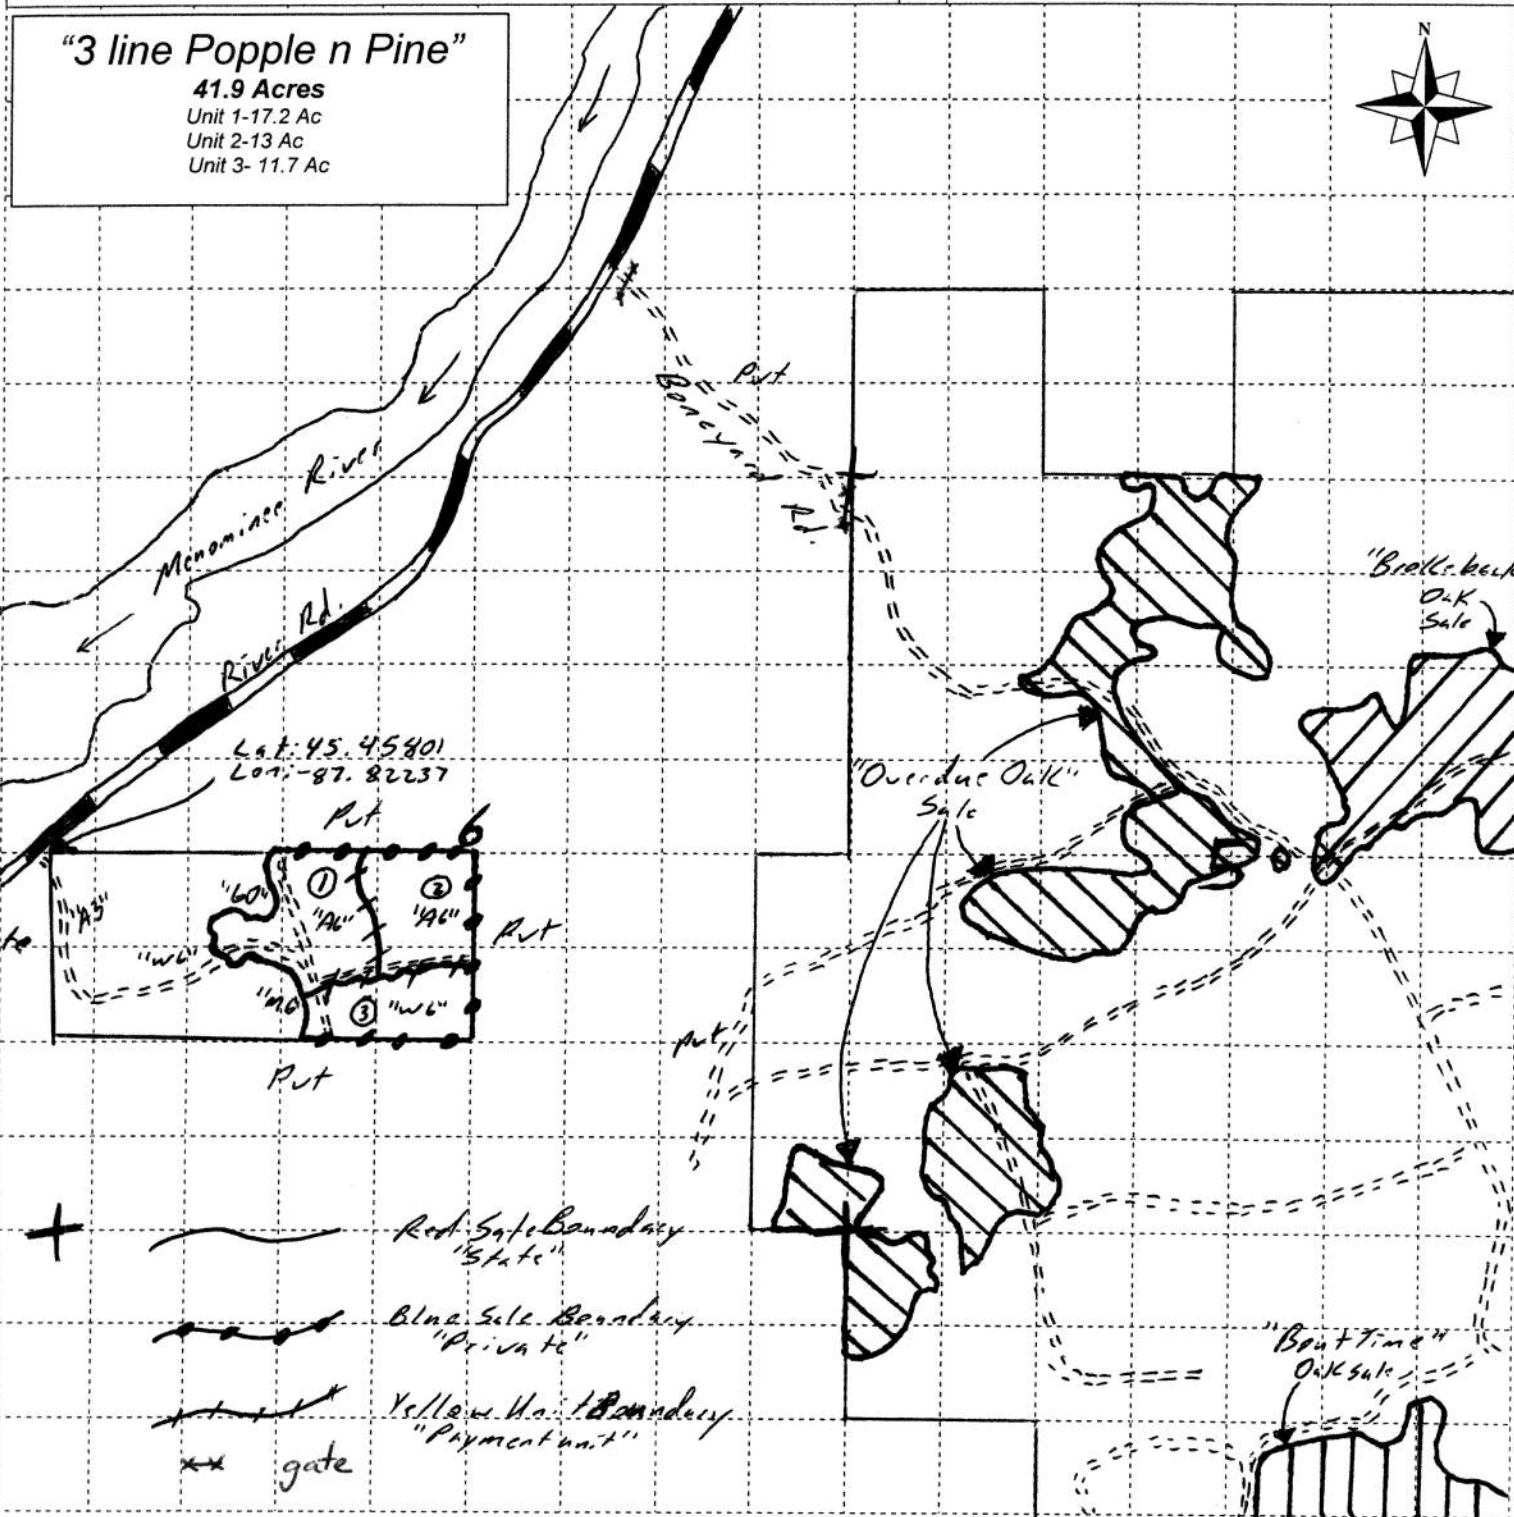 "3 line Popple n Pine"
41.9 Acres
Unit 1-17.2 Ac
Unit 2-13 Ac
Unit 3- 11.7 Ac
N
Pvt
Boneyard
Rd.
Menominee River
River Rd.
"Overdue Oak"
Sale
Oak
Sale
Lat: 45.45801
Lon: -87.82237
Pvt
6
"60"
①
"A6"
②
"A6"
Pvt
"A3"
"W6"
"M6"
③
"W6"
Pvt
Pvt
Red Sale Boundary
"State"
Blue Sale Boundary
"Private"
Yellow Unit Boundary
"Payment unit"
gate
"Bout Time"
Oak sale